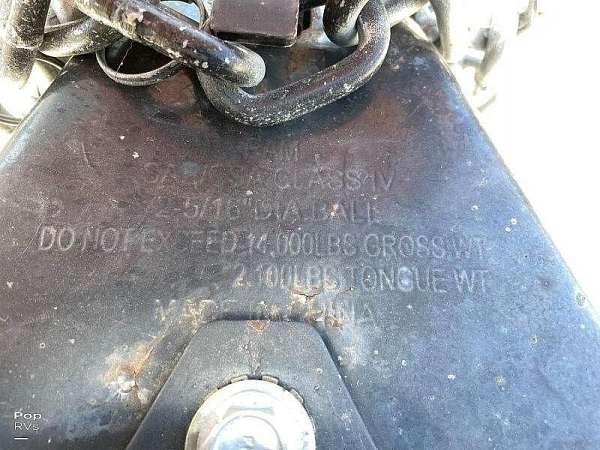 CLASS IV
2-5/16" DIA.BALL
DO NOT EXCEED 14,000LBS GROSS WT
2,100LBS TONGUE WT
MADE IN CHINA
Pop
RVs